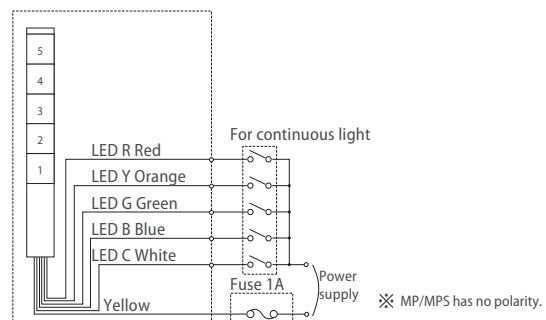 5
4
3
2
1
For continuous light
LED R Red
LED Y Orange
LED G Green
LED B Blue
LED C White
Fuse 1A
Power
supply
Yellow
※ MP/MPS has no polarity.